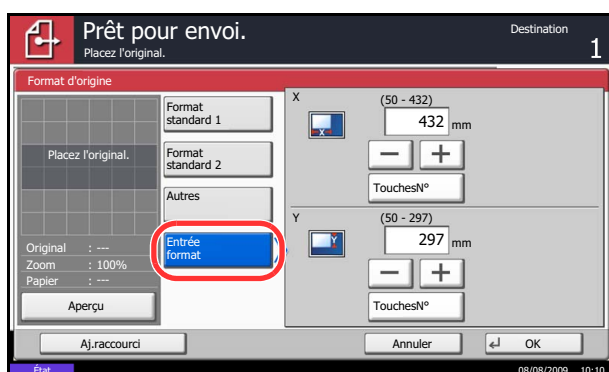 Prêt pour envoi.
Placez l'original.
Destination
1
Format d'origine
Placez l'original.
Original : ---
Zoom : 100%
Papier : ---
Aperçu
Format
standard 1
Format
standard 2
Autres
Entrée
format
X
(50 - 432)
432 mm
TouchesN°
Y
(50 - 297)
297 mm
TouchesN°
Aj.raccourci
Annuler
OK
État
08/08/2009 10:10